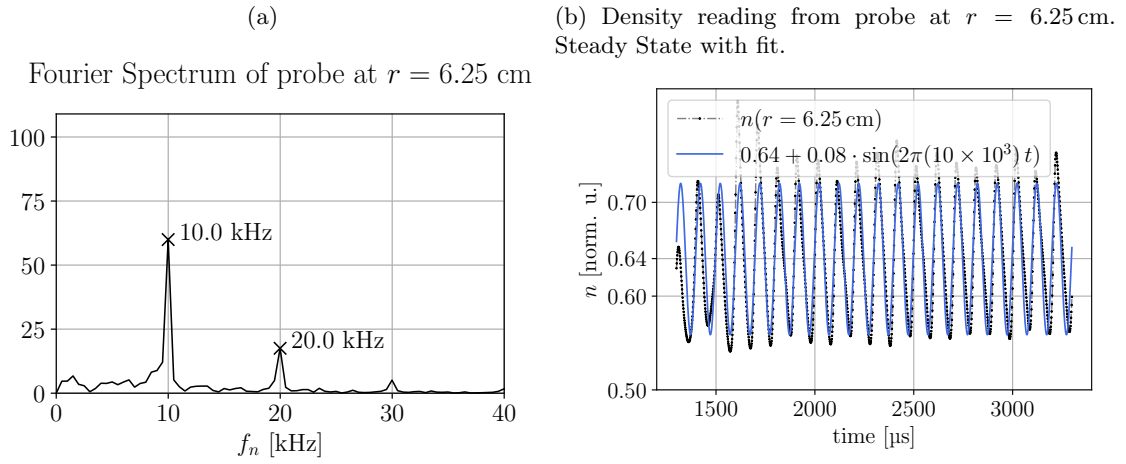 (a)
Fourier Spectrum of probe at r = 6.25 cm
100
75
50
25
0
10.0 kHz
20.0 kHz
0 10 20 30 40
f_n [kHz]
(b) Density reading from probe at r = 6.25 cm.
Steady State with fit.
n(r = 6.25 cm)
0.64 + 0.08 · sin(2π(10 × 10³) t)
n [norm. u.]
0.70
0.64
0.60
0.50
1500 2000 2500 3000
time [µs]